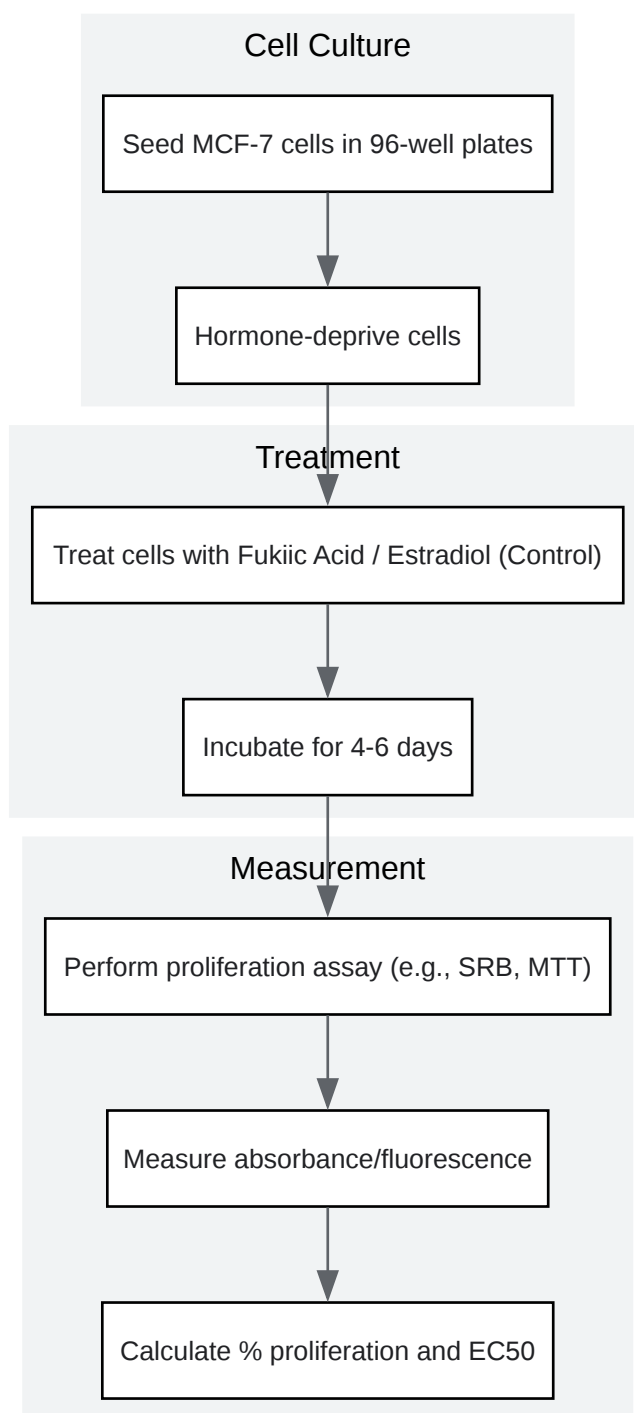 Cell Culture
Seed MCF-7 cells in 96-well plates
Hormone-deprive cells
Treatment
Treat cells with Fukiic Acid / Estradiol (Control)
Incubate for 4-6 days
Measurement
Perform proliferation assay (e.g., SRB, MTT)
Measure absorbance/fluorescence
Calculate % proliferation and EC50